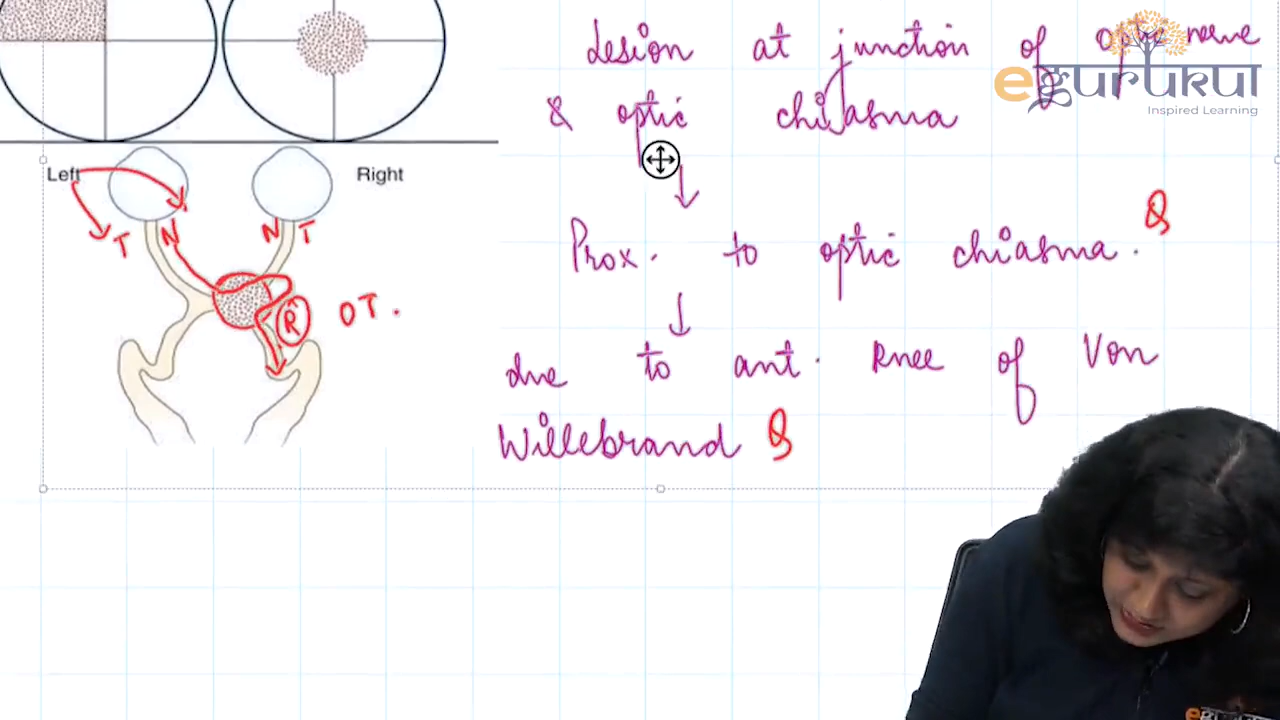 Lesion at junction of optic nerve
& optic chiasma
egurukul
Inspired Learning
↓
Left
Right
T N N T
Prox. to optic chiasma. Q
R OT.
↓
due to ant. Knee of Von
Willebrand Q
egurukul